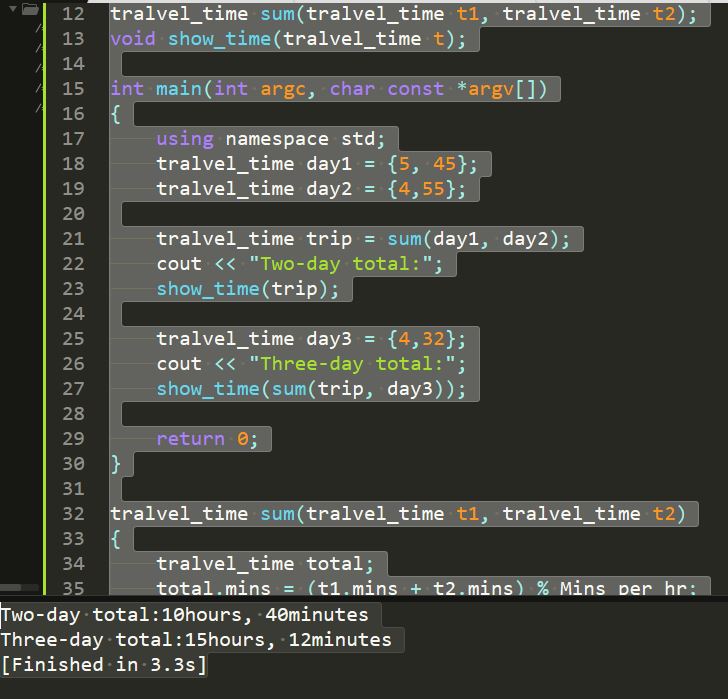 12 tralvel_time sum(tralvel_time t1, tralvel_time t2);
13 void show_time(tralvel_time t);
14
15 int main(int argc, char const *argv[])
16 {
17 using namespace std;
18 tralvel_time day1 = {5, 45};
19 tralvel_time day2 = {4,55};
20
21 tralvel_time trip = sum(day1, day2);
22 cout << "Two-day total:";
23 show_time(trip);
24
25 tralvel_time day3 = {4,32};
26 cout << "Three-day total:";
27 show_time(sum(trip, day3));
28
29 return 0;
30 }
31
32 tralvel_time sum(tralvel_time t1, tralvel_time t2)
33 {
34 tralvel_time total;
35 total.mins = (t1.mins + t2.mins) % Mins_per_hr;
Two-day total:10hours, 40minutes
Three-day total:15hours, 12minutes
[Finished in 3.3s]